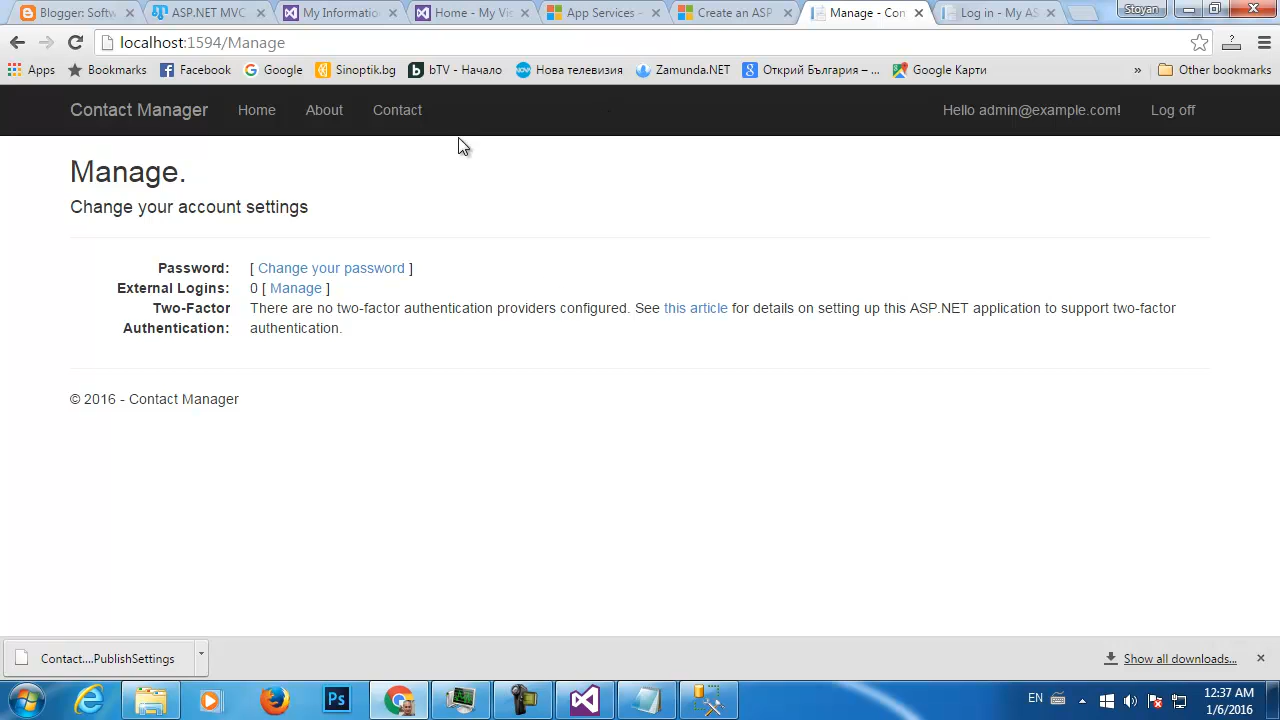 Blogger: Softw
ASP.NET MVC
My Informatio
Home - My Vis
App Services -
Create an ASP
Manage - Con
Log in - My AS
Stoyan
localhost:1594/Manage
Apps
Bookmarks
Facebook
Google
Sinoptik.bg
bTV - Начало
Нова телевизия
Zamunda.NET
Открий България – ...
Google Карти
»
Other bookmarks
Contact Manager
Home
About
Contact
Hello admin@example.com!
Log off
Manage.
Change your account settings
Password: [ Change your password ]
External Logins: 0 [ Manage ]
Two-Factor There are no two-factor authentication providers configured. See this article for details on setting up this ASP.NET application to support two-factor
Authentication: authentication.
© 2016 - Contact Manager
Contact....PublishSettings
Show all downloads...
Ps
EN
12:37 AM
1/6/2016